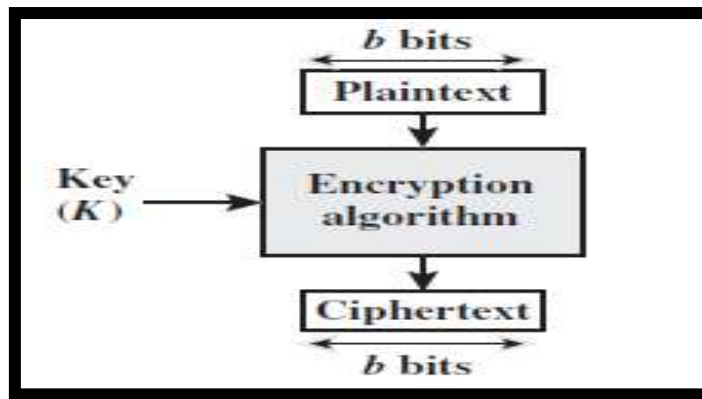 b bits
Plaintext
Key
(K)
Encryption
algorithm
Ciphertext
b bits